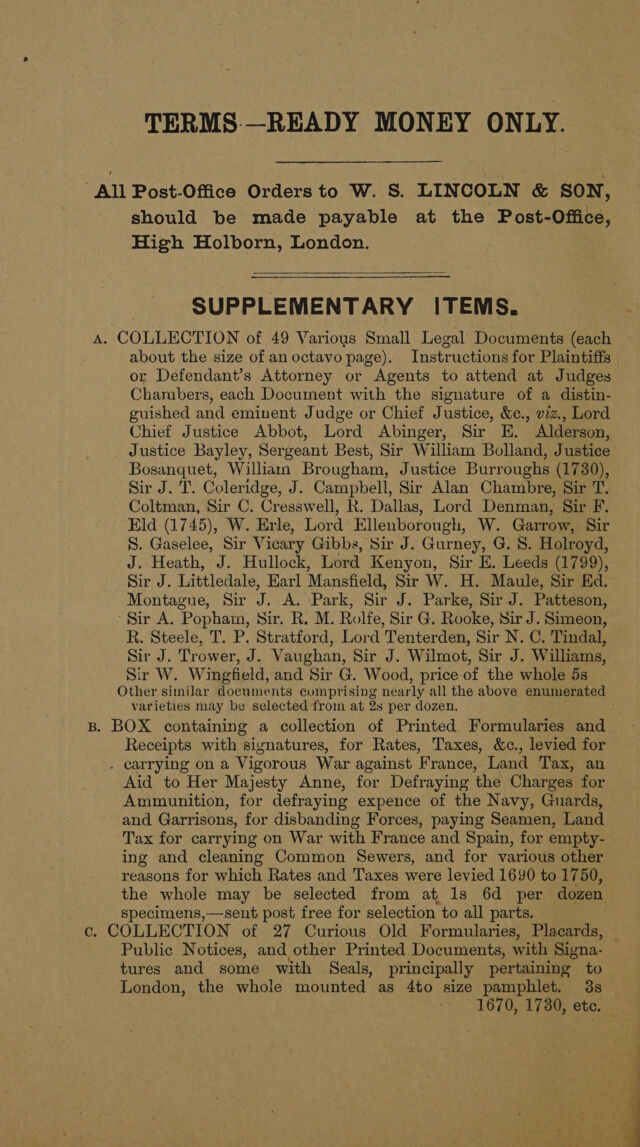 TERMS—READY MONEY ONLY.
All Post-Office Orders to W. S. LINCOLN & SON,
should be made payable at the Post-Office,
High Holborn, London.
SUPPLEMENTARY ITEMS.
A. COLLECTION of 49 Various Small Legal Documents (each
about the size of an octavo page). Instructions for Plaintiffs
or Defendant's Attorney or Agents to attend at Judges
Chambers, each Document with the signature of a distin-
guished and eminent Judge or Chief Justice, &c., viz., Lord
Chief Justice Abbot, Lord Abinger, Sir E. Alderson,
Justice Bayley, Sergeant Best, Sir William Bolland, Justice
Bosanquet, William Brougham, Justice Burroughs (1730),
Sir J. T. Coleridge, J. Campbell, Sir Alan Chambre, Sir T.
Coltman, Sir C. Cresswell, R. Dallas, Lord Denman, Sir F.
Eld (1745), W. Erle, Lord Ellenborough, W. Garrow, Sir
S. Gaselee, Sir Vicary Gibbs, Sir J. Gurney, G. S. Holroyd,
J. Heath, J. Hullock, Lord Kenyon, Sir E. Leeds (1799),
Sir J. Littledale, Earl Mansfield, Sir W. H. Maule, Sir Ed.
Montague, Sir J. A. Park, Sir J. Parke, Sir J. Patteson,
Sir A. Popham, Sir. R. M. Rolfe, Sir G. Rooke, Sir J. Simeon,
R. Steele, T. P. Stratford, Lord Tenterden, Sir N. C. Tindal,
Sir J. Trower, J. Vaughan, Sir J. Wilmot, Sir J. Williams,
Sir W. Wingfield, and Sir G. Wood, price of the whole 5s
Other similar documents comprising nearly all the above enumerated
varieties may be selected from at 2s per dozen.
B. BOX containing a collection of Printed Formularies and
Receipts with signatures, for Rates, Taxes, &c., levied for
carrying on a Vigorous War against France, Land Tax, an
Aid to Her Majesty Anne, for Defraying the Charges for
Ammunition, for defraying expence of the Navy, Guards,
and Garrisons, for disbanding Forces, paying Seamen, Land
Tax for carrying on War with France and Spain, for empty-
ing and cleaning Common Sewers, and for various other
reasons for which Rates and Taxes were levied 1690 to 1750,
the whole may be selected from at 1s 6d per dozen
specimens,—sent post free for selection to all parts.
C. COLLECTION of 27 Curious Old Formularies, Placards,
Public Notices, and other Printed Documents, with Signa-
tures and some with Seals, principally pertaining to
London, the whole mounted as 4to size pamphlet. 3s
1670, 1730, etc.